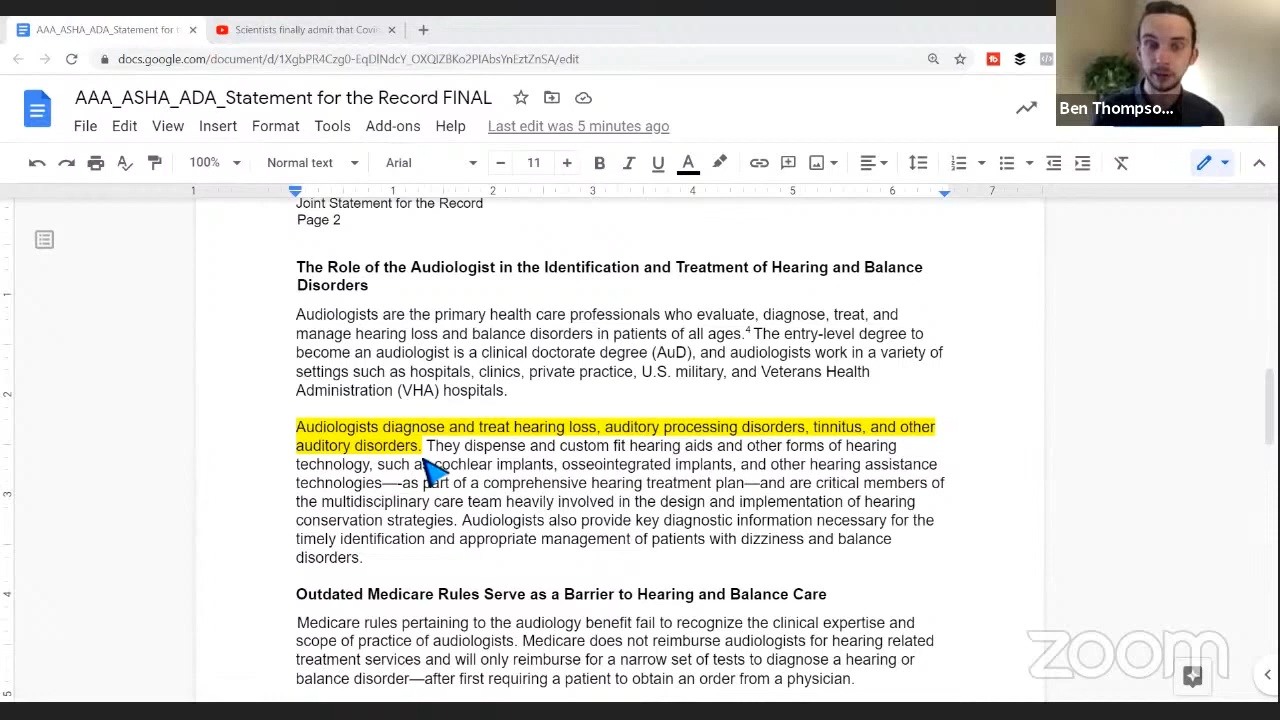 AAA_ASHA_ADA_Statement for t
Scientists finally admit that Covi
docs.google.com/document/d/1XgbPR4Czg0-EqDlNdcY_OXQIZBKo2PIAbsYnEztZnSA/edit
Ben Thompso...
AAA_ASHA_ADA_Statement for the Record FINAL
File Edit View Insert Format Tools Add-ons Help Last edit was 5 minutes ago
100% Normal text Arial 11
1 1 2 3 4 5 6 7
Joint Statement for the Record
Page 2
The Role of the Audiologist in the Identification and Treatment of Hearing and Balance
Disorders
Audiologists are the primary health care professionals who evaluate, diagnose, treat, and
manage hearing loss and balance disorders in patients of all ages.4 The entry-level degree to
become an audiologist is a clinical doctorate degree (AuD), and audiologists work in a variety of
settings such as hospitals, clinics, private practice, U.S. military, and Veterans Health
Administration (VHA) hospitals.
Audiologists diagnose and treat hearing loss, auditory processing disorders, tinnitus, and other
auditory disorders. They dispense and custom fit hearing aids and other forms of hearing
technology, such as cochlear implants, osseointegrated implants, and other hearing assistance
technologies—-as part of a comprehensive hearing treatment plan—and are critical members of
the multidisciplinary care team heavily involved in the design and implementation of hearing
conservation strategies. Audiologists also provide key diagnostic information necessary for the
timely identification and appropriate management of patients with dizziness and balance
disorders.
Outdated Medicare Rules Serve as a Barrier to Hearing and Balance Care
Medicare rules pertaining to the audiology benefit fail to recognize the clinical expertise and
scope of practice of audiologists. Medicare does not reimburse audiologists for hearing related
treatment services and will only reimburse for a narrow set of tests to diagnose a hearing or
balance disorder—after first requiring a patient to obtain an order from a physician.
zoom